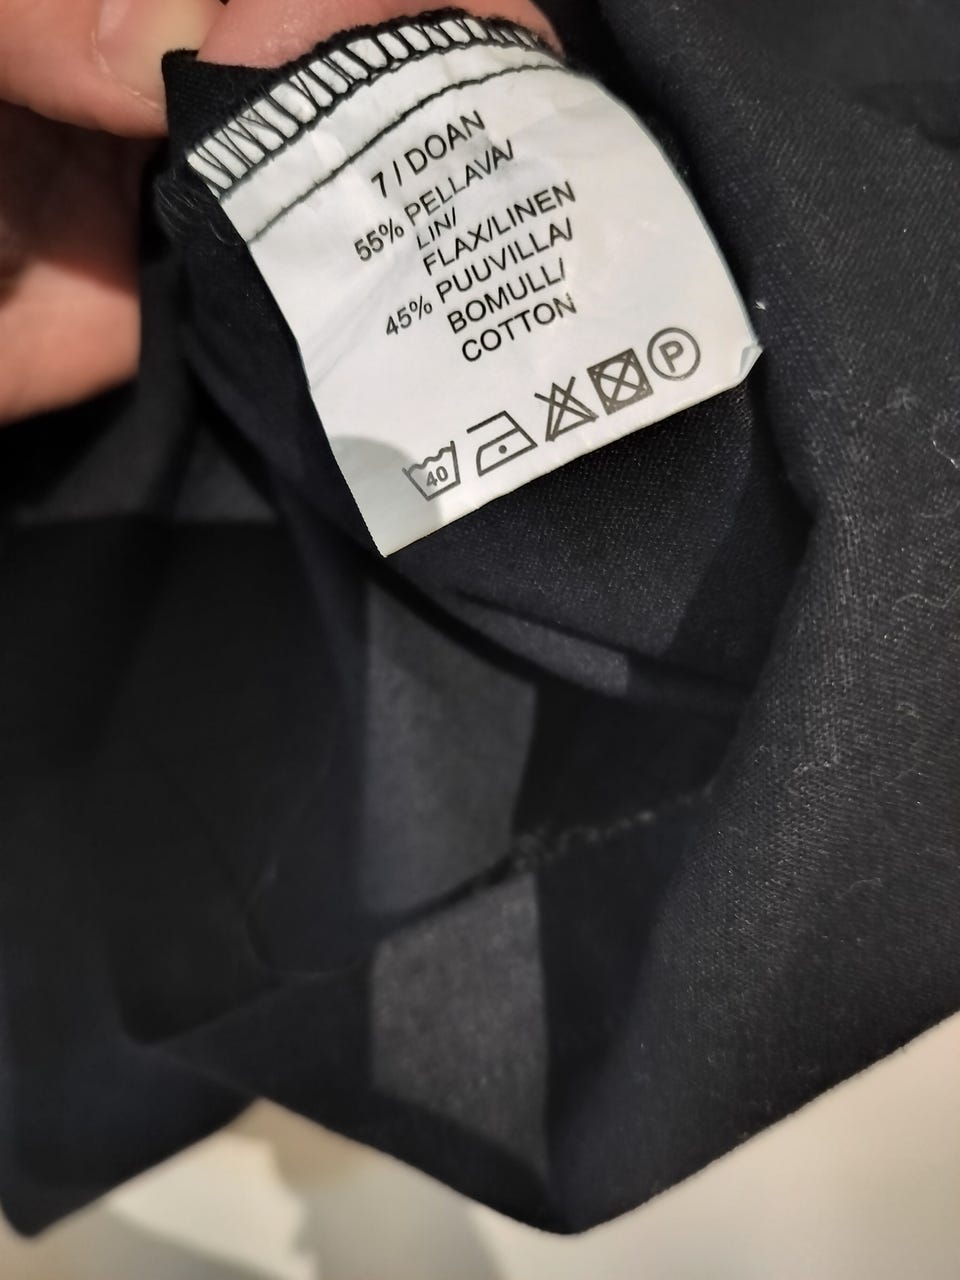 7 / DOAN
55% PELLAVA/
LIN/
FLAX/LINEN
45% PUUVILLA/
BOMULL/
COTTON
40 P